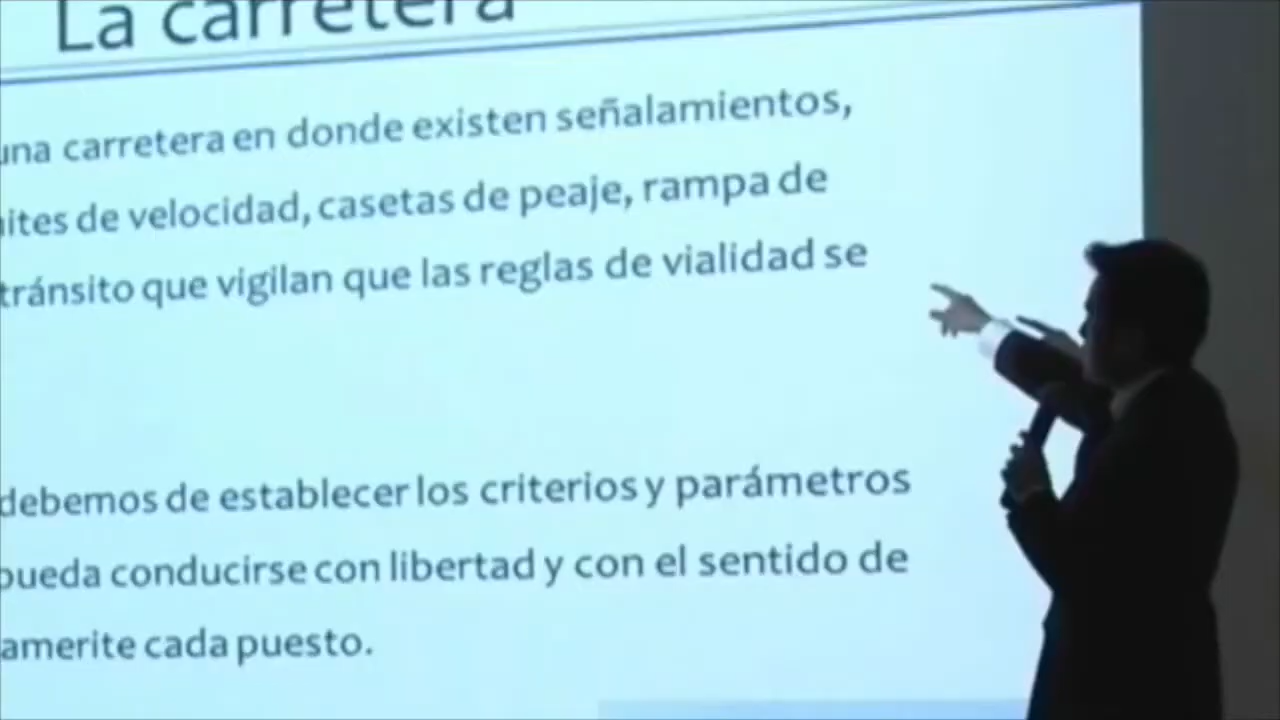 La carretera
una carretera en donde existen señalamientos,
de velocidad, casetas de peaje, rampa de
tránsito que vigilan que las reglas de vialidad se
debemos de establecer los criterios y parámetros
pueda conducirse con libertad y con el sentido de
amerite cada puesto.